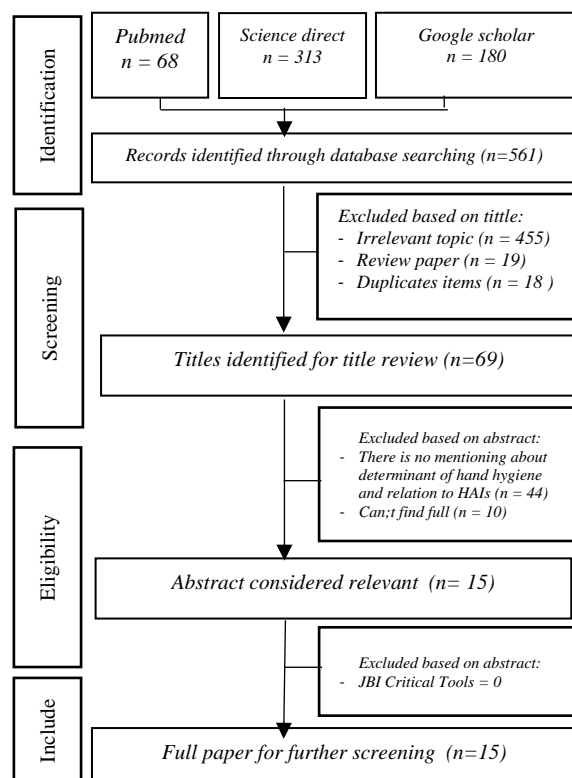 Identification
Pubmed
n = 68
Science direct
n = 313
Google scholar
n = 180
Records identified through database searching (n=561)
Screening
Excluded based on tittle:
- Irrelevant topic (n = 455)
- Review paper (n = 19)
- Duplicates items (n = 18 )
Titles identified for title review (n=69)
Eligibility
Excluded based on abstract:
- There is no mentioning about
determinant of hand hygiene
and relation to HAIs (n = 44)
- Can;t find full (n = 10)
Abstract considered relevant (n= 15)
Excluded based on abstract:
- JBI Critical Tools = 0
Include
Full paper for further screening (n=15)